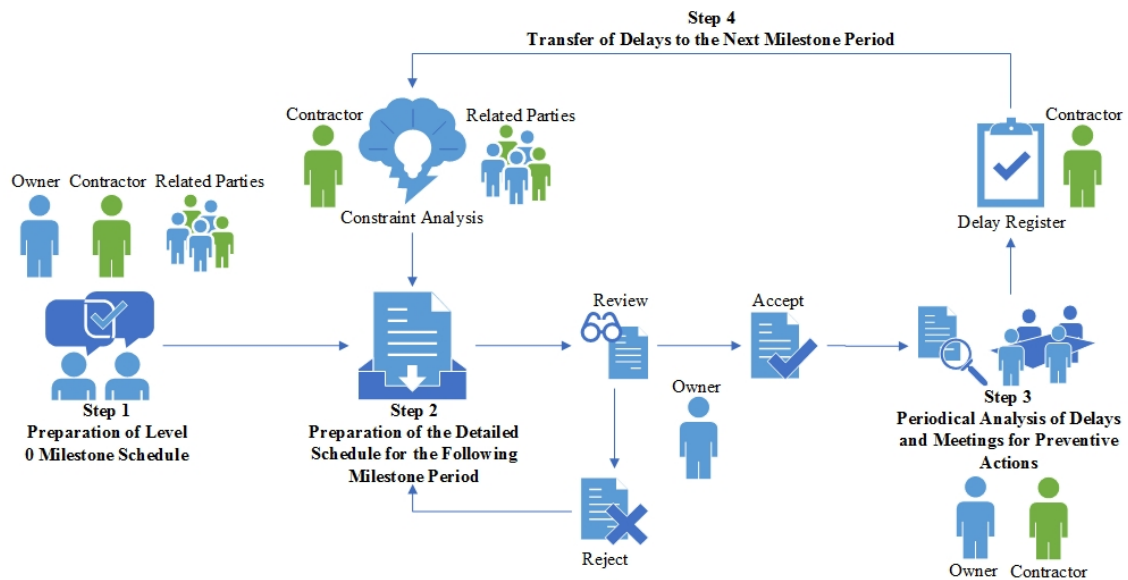 Step 4
Transfer of Delays to the Next Milestone Period
Contractor
Related Parties
Contractor
Owner
Contractor
Related Parties
Constraint Analysis
Delay Register
Review
Accept
Step 1
Preparation of Level
0 Milestone Schedule
Step 2
Preparation of the Detailed
Schedule for the Following
Milestone Period
Owner
Step 3
Periodical Analysis of Delays
and Meetings for Preventive
Actions
Reject
Owner
Contractor